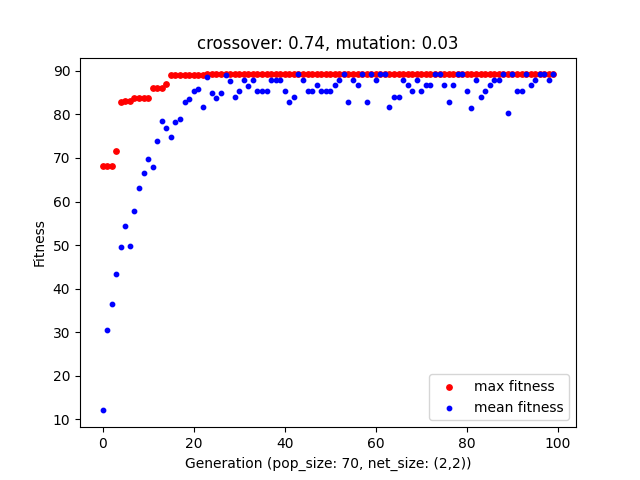 crossover: 0.74, mutation: 0.03
90
80
70
60
50
40
30
20
10
Fitness
0 20 40 60 80 100
Generation (pop_size: 70, net_size: (2,2))
max fitness
mean fitness